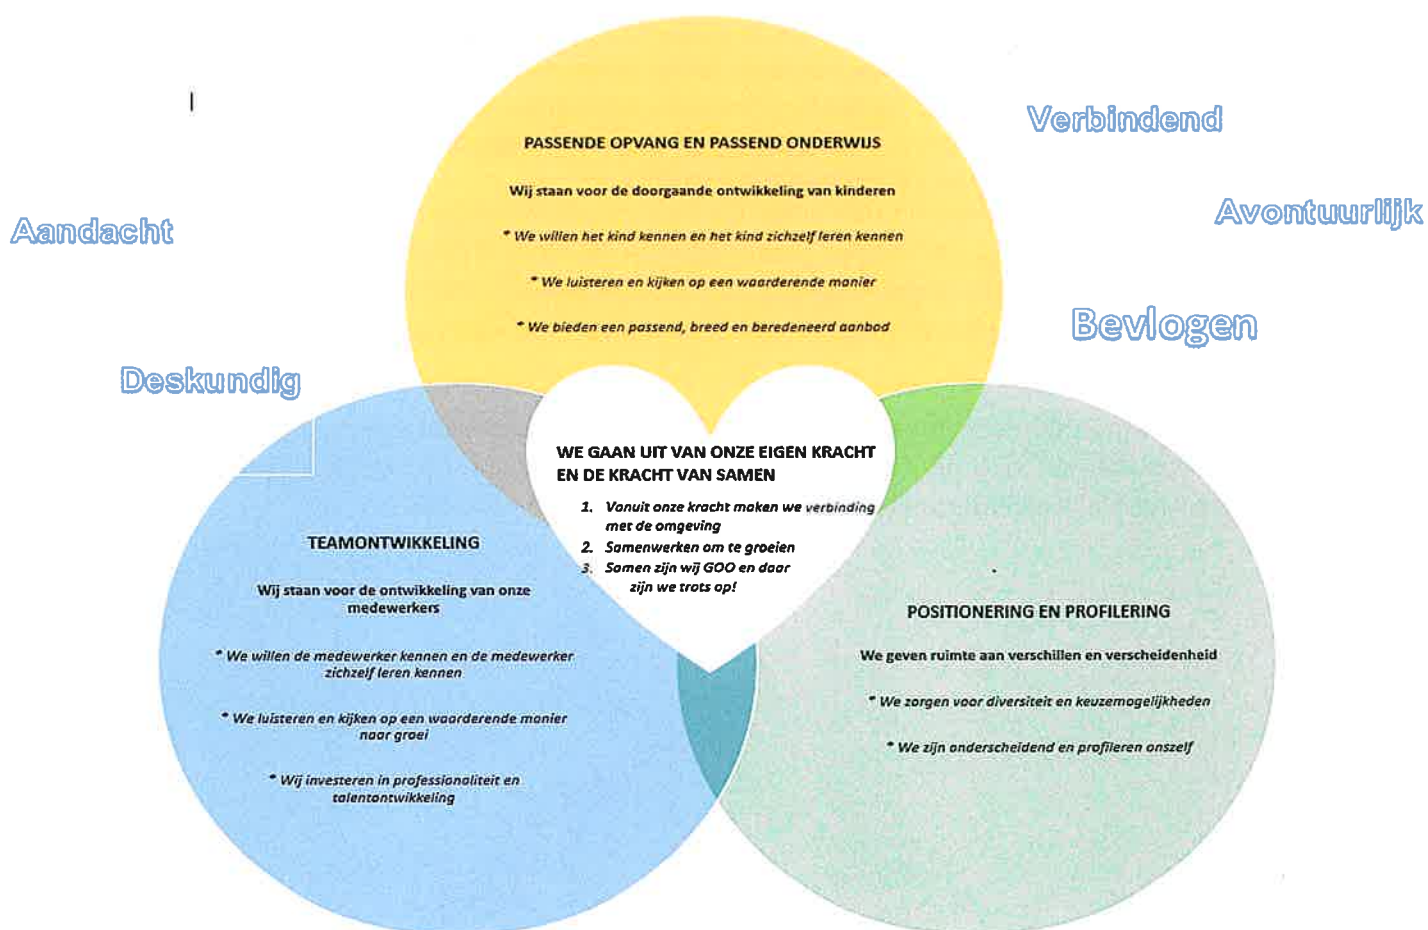 Verbindend
Avontuurlijk
Aandacht
Bevlogen
Deskundig
PASSENDE OPVANG EN PASSEND ONDERWIJS
Wij staan voor de doorgaande ontwikkeling van kinderen
* We willen het kind kennen en het kind zichzelf leren kennen
* We luisteren en kijken op een waarderende manier
* We bieden een passend, breed en beredeneerd aanbod
WE GAAN UIT VAN ONZE EIGEN KRACHT
EN DE KRACHT VAN SAMEN
1. Vanuit onze kracht maken we verbinding
met de omgeving
2. Samenwerken om te groeien
3. Samen zijn wij GOO en daar
zijn we trots op!
TEAMONTWIKKELING
Wij staan voor de ontwikkeling van onze
medewerkers
* We willen de medewerker kennen en de medewerker
zichzelf leren kennen
* We luisteren en kijken op een waarderende manier
naar groei
* Wij investeren in professionaliteit en
talentontwikkeling
POSITIONERING EN PROFILERING
We geven ruimte aan verschillen en verscheidenheid
* We zorgen voor diversiteit en keuzemogelijkheden
* We zijn onderscheidend en profileren onszelf